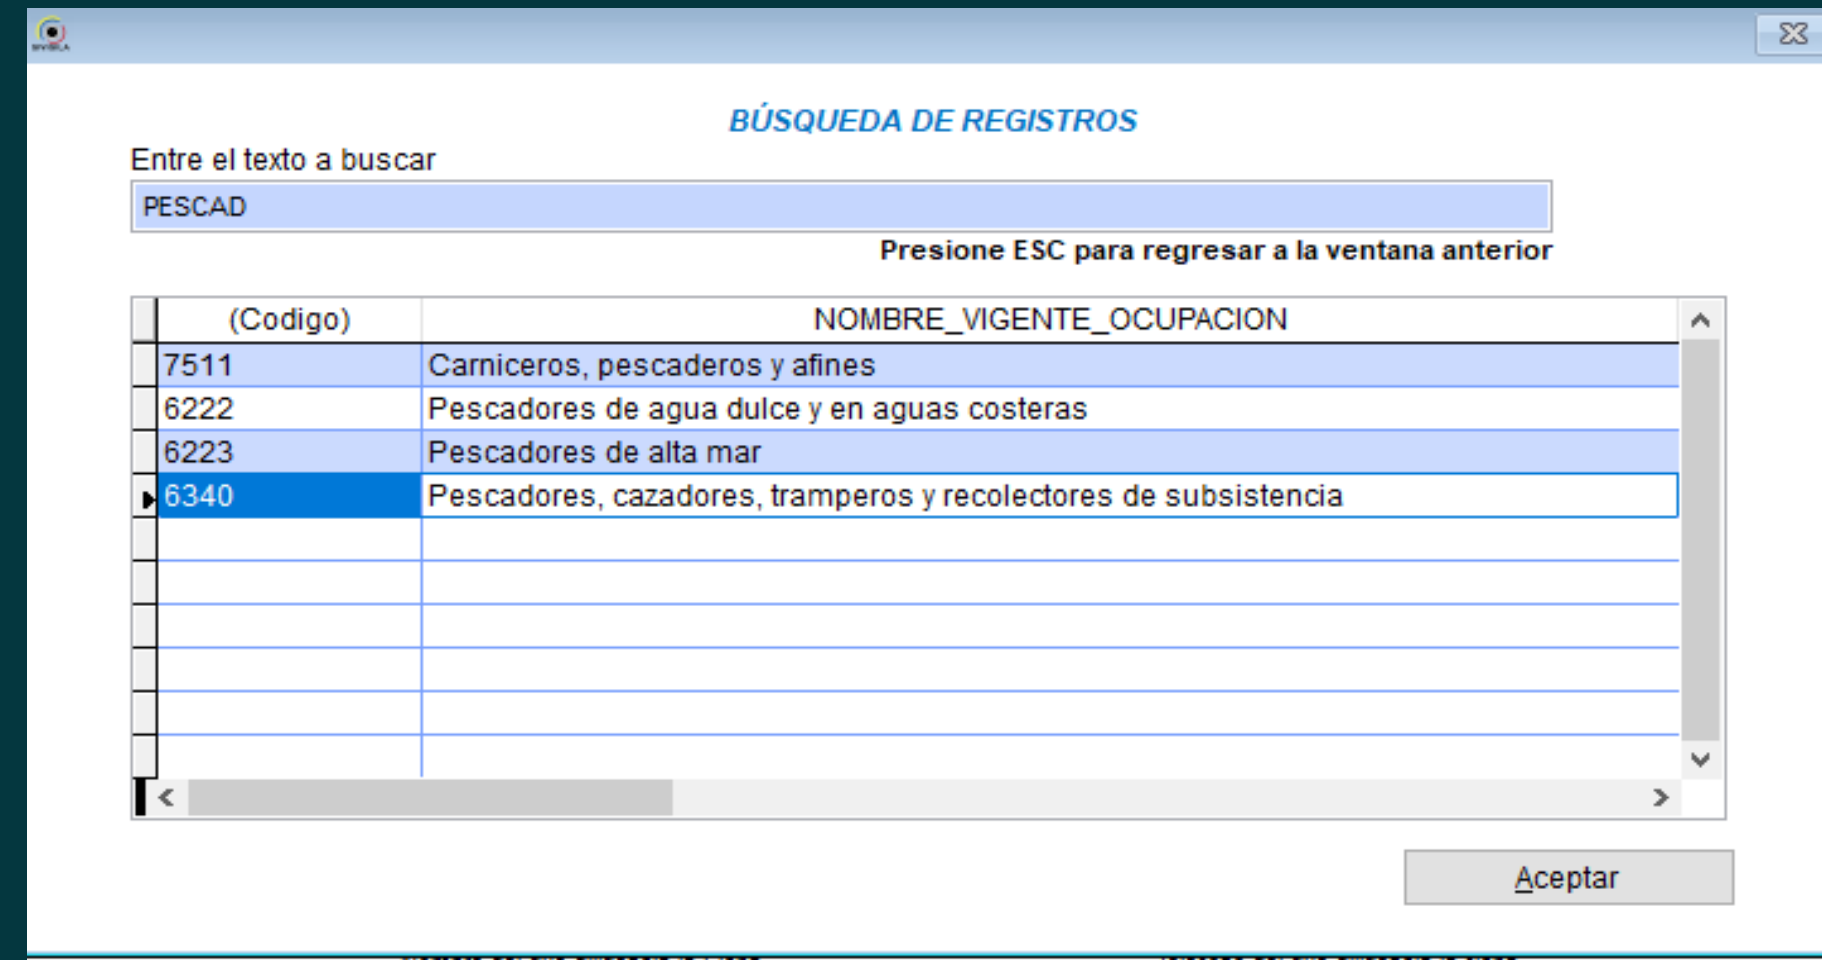 SIVIGILA
BÚSQUEDA DE REGISTROS
Entre el texto a buscar
PESCAD
Presione ESC para regresar a la ventana anterior
(Codigo) NOMBRE_VIGENTE_OCUPACION
7511 Carniceros, pescaderos y afines
6222 Pescadores de agua dulce y en aguas costeras
6223 Pescadores de alta mar
6340 Pescadores, cazadores, tramperos y recolectores de subsistencia
Aceptar